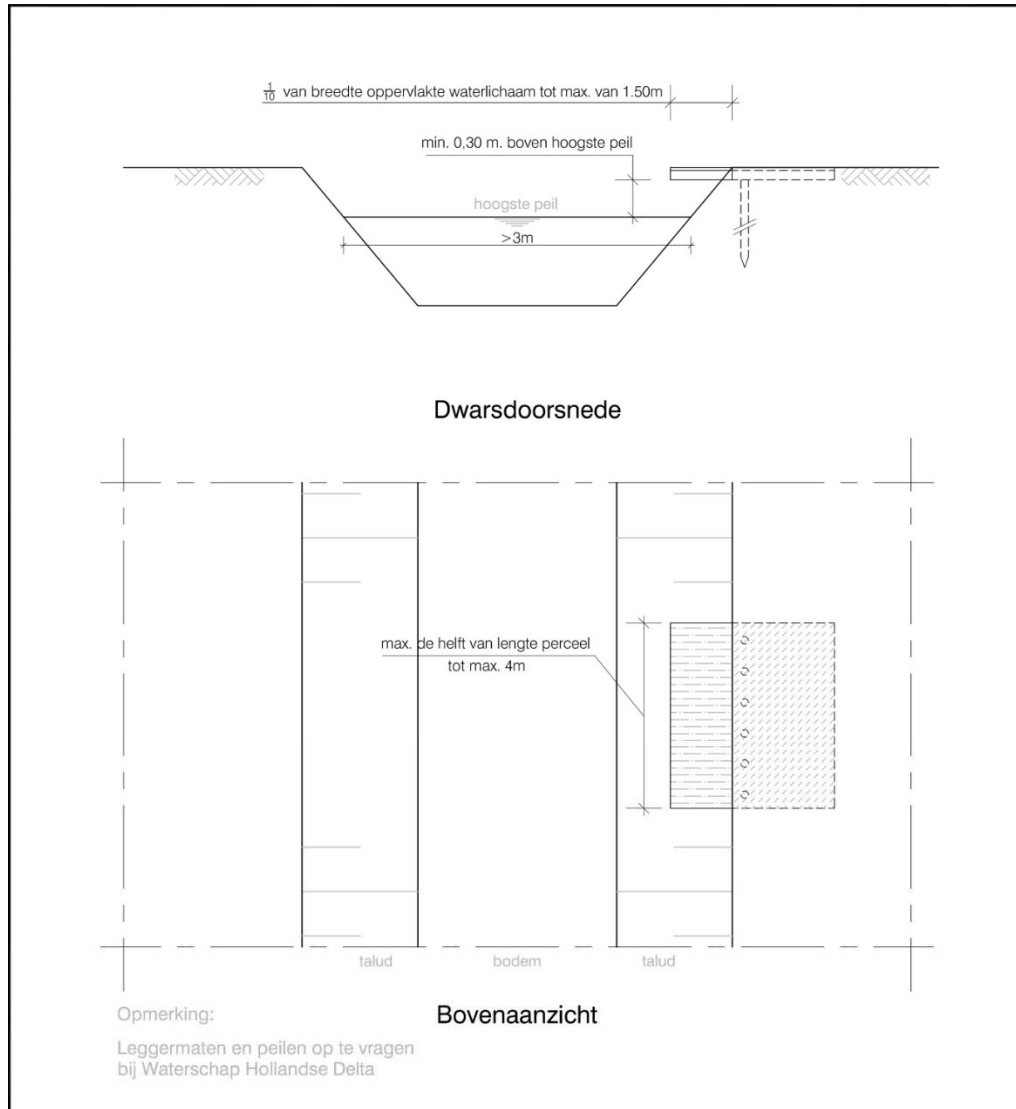 1/10 van breedte oppervlakte waterlichaam tot max. van 1.50m
min. 0,30 m. boven hoogste peil
hoogste peil
>3m
Dwarsdoorsnede
max. de helft van lengte perceel
tot max. 4m
talud bodem talud
Bovenaanzicht
Opmerking:
Leggermaten en peilen op te vragen
bij Waterschap Hollandse Delta